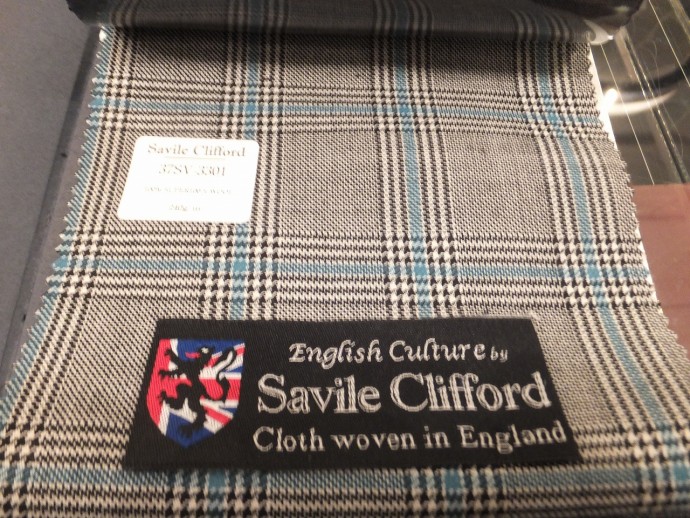 Savile Clifford
37SV 3301
English Culture by
Savile Clifford
Cloth woven in England